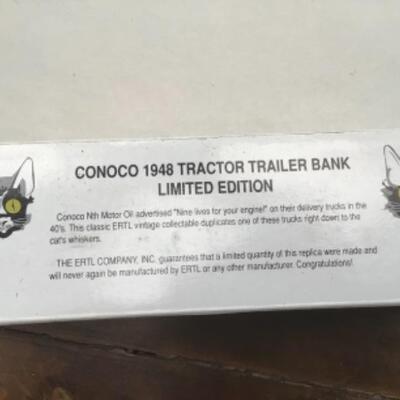 CONOCO 1948 TRACTOR TRAILER BANK
LIMITED EDITION
Conoco Nth Motor Oil advertised "Nine lives for your engine!" on their delivery trucks in the
40's. This classic ERTL vintage collectable duplicates one of these trucks right down to the
cat's whiskers.
THE ERTL COMPANY, INC. guarantees that a limited quantity of this replica were made and
will never again be manufactured by ERTL or any other manufacturer. Congratulations!